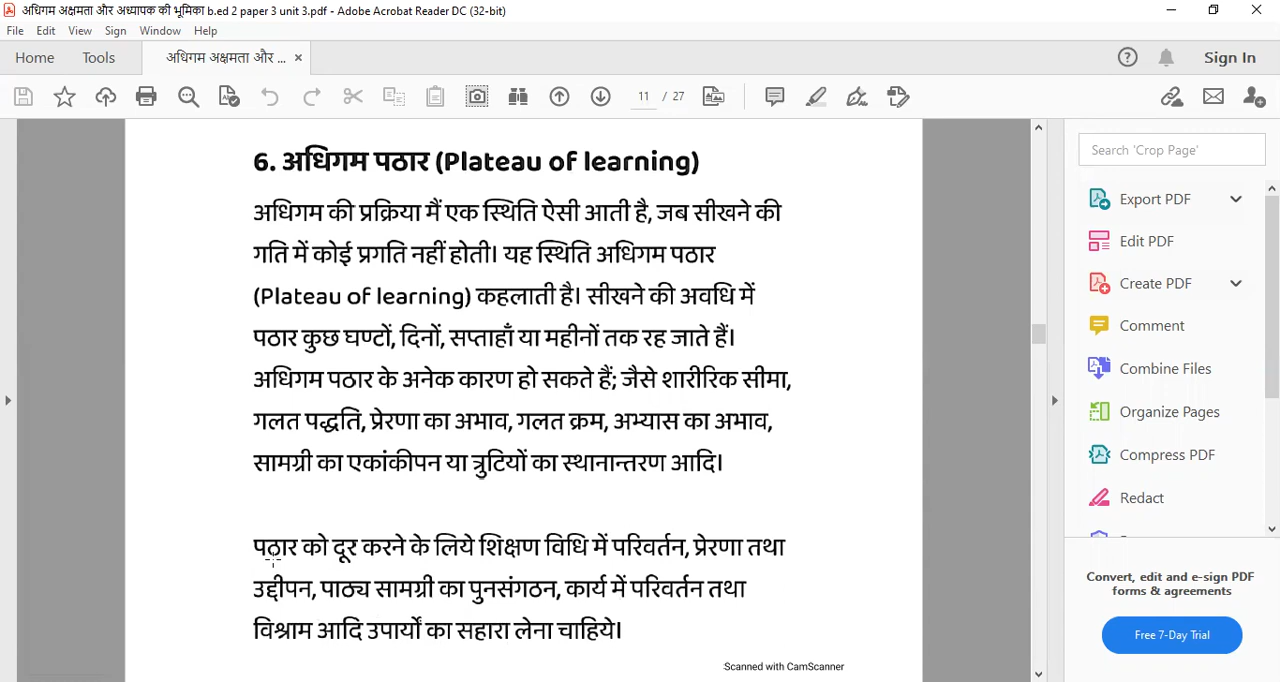 अधिगम अक्षमता और अध्यापक की भूमिका b.ed 2 paper 3 unit 3.pdf - Adobe Acrobat Reader DC (32-bit)
File Edit View Sign Window Help
Home Tools अधिगम अक्षमता और ... × Sign In
11 / 27
6. अधिगम पठार (Plateau of learning)
अधिगम की प्रक्रिया मैं एक स्थिति ऐसी आती है, जब सीखने की
गति में कोई प्रगति नहीं होती। यह स्थिति अधिगम पठार
(Plateau of learning) कहलाती है। सीखने की अवधि में
पठार कुछ घण्टों, दिनों, सप्ताहाँ या महीनों तक रह जाते हैं।
अधिगम पठार के अनेक कारण हो सकते हैं; जैसे शारीरिक सीमा,
गलत पद्धति, प्रेरणा का अभाव, गलत क्रम, अभ्यास का अभाव,
सामग्री का एकांकीपन या त्रुटियों का स्थानान्तरण आदि।
पठार को दूर करने के लिये शिक्षण विधि में परिवर्तन, प्रेरणा तथा
उद्दीपन, पाठ्य सामग्री का पुनसंगठन, कार्य में परिवर्तन तथा
विश्राम आदि उपार्यों का सहारा लेना चाहिये।
Scanned with CamScanner
Search 'Crop Page'
Export PDF
Edit PDF
Create PDF
Comment
Combine Files
Organize Pages
Compress PDF
Redact
Convert, edit and e-sign PDF
forms & agreements
Free 7-Day Trial